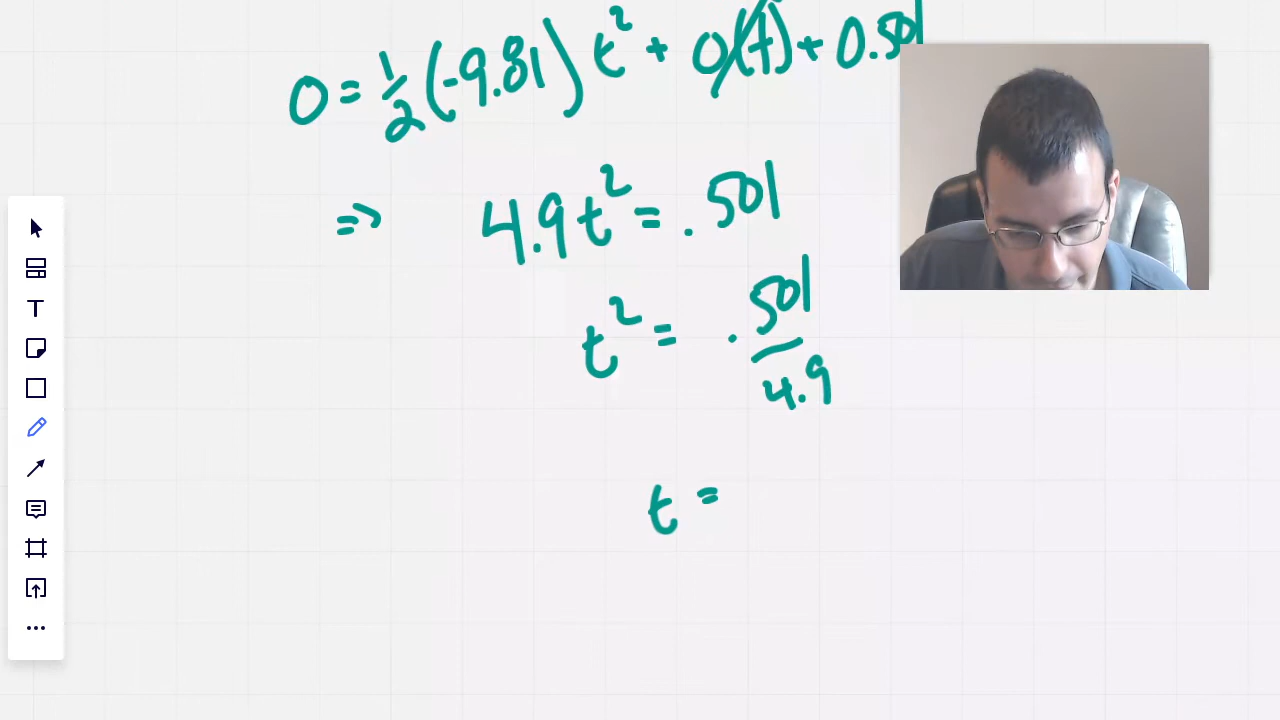 0 = 1/2 (-9.81) t² + 0(t) + 0.501
=> 4.9t² = .501
t² = .501/4.9
t =
T